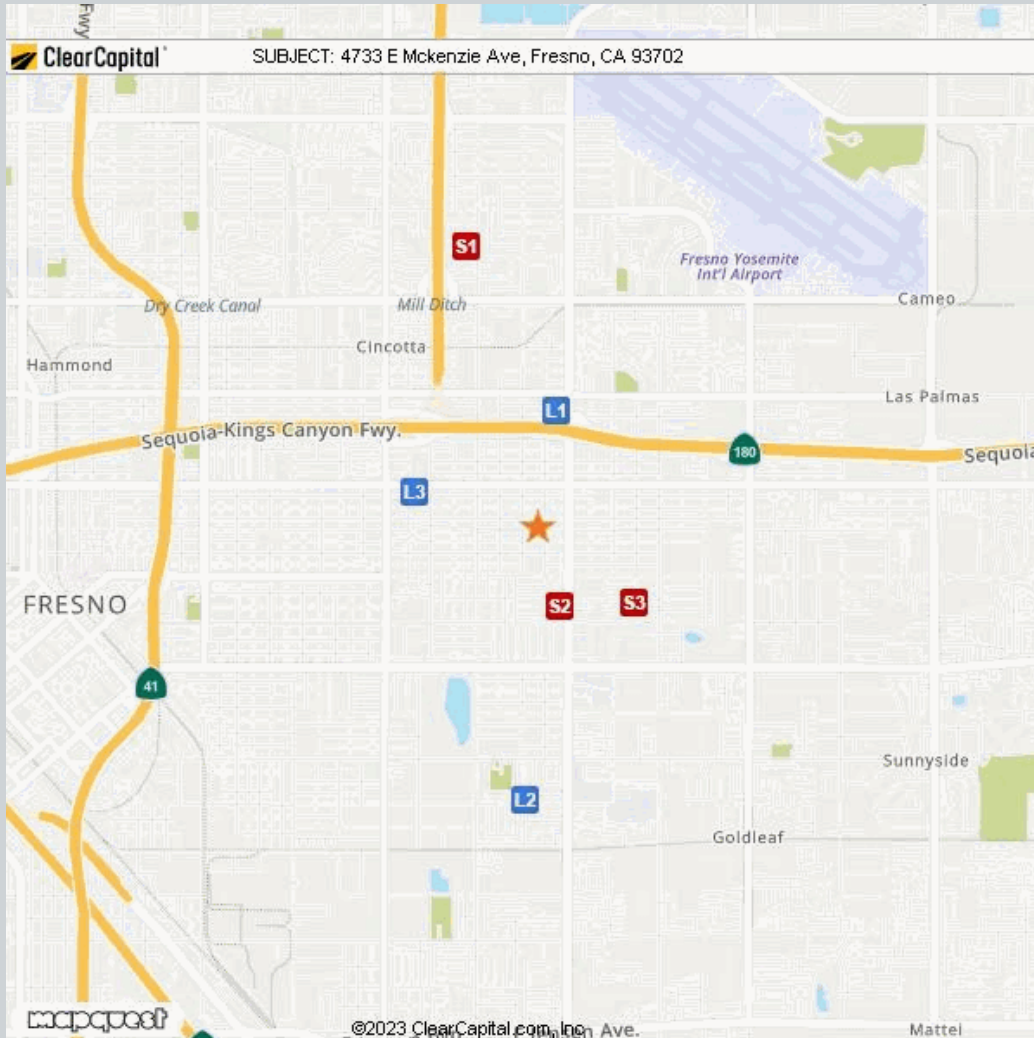 Fwy
ClearCapital
SUBJECT: 4733 E Mckenzie Ave, Fresno, CA 93702
S1
Fresno Yosemite
Int'l Airport
Dry Creek Canal
Mill Ditch
Cameo
Cincotta
Hammond
Las Palmas
L1
Sequoia-Kings Canyon Fwy.
180
Sequoia
L3
FRESNO
S2
S3
41
Sunnyside
L2
Goldleaf
mapquest
©2023 ClearCapital.com, Inc
Ave.
Mattel